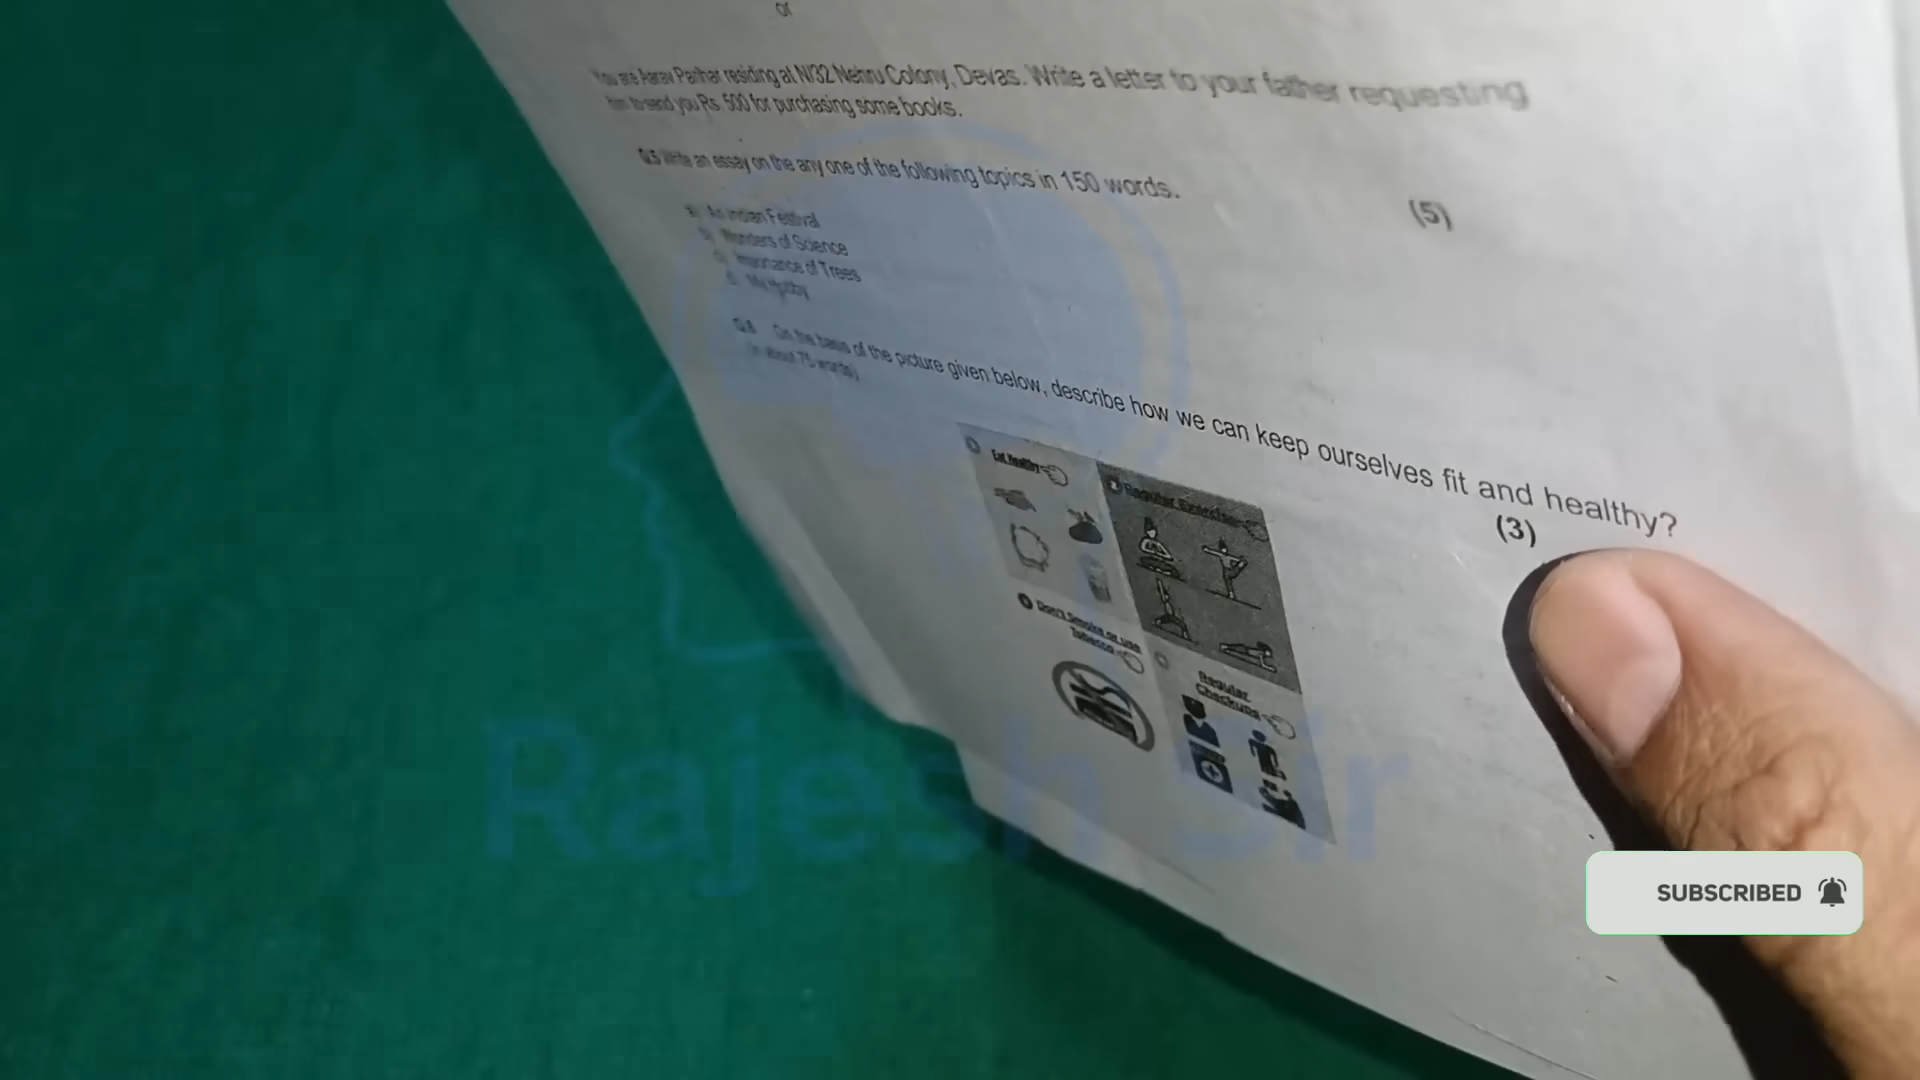 or
You are Aarav Parihar residing at N/32 Nehru Colony, Devas. Write a letter to your father requesting
him to send you Rs. 500 for purchasing some books.
Q.5 Write an essay on the any one of the following topics in 150 words.
(5)
a) An Indian Festival
b) Wonders of Science
c) Importance of Trees
d) My Hobby
On the basis of the picture given below, describe how we can keep ourselves fit and healthy?
(in about 75 words)
(3)
Eat healthy
Regular Exercise
Don't Smoke or use
Tobacco
Regular
Checkups
Rajesh Sir
SUBSCRIBED